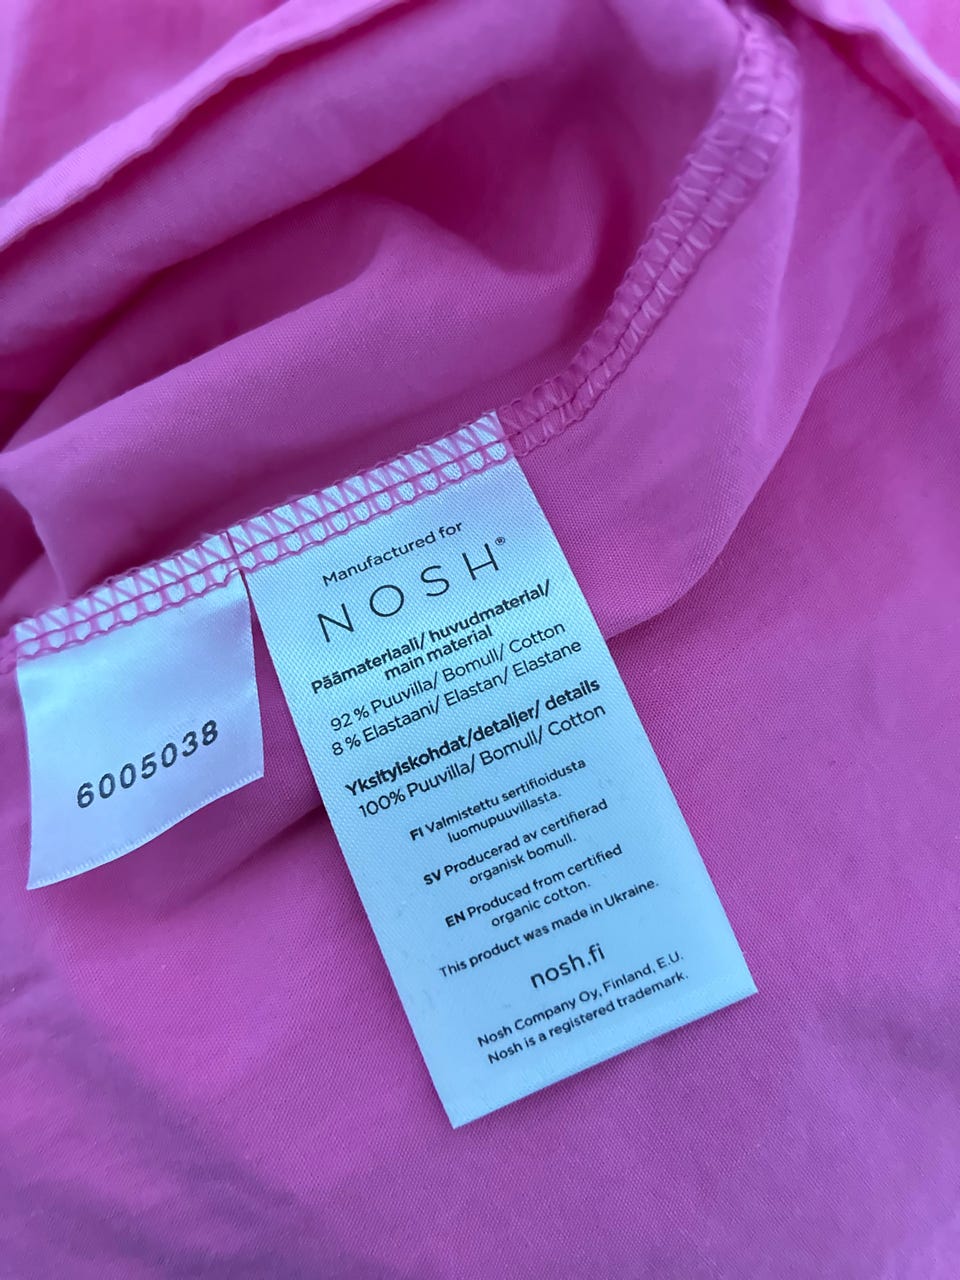 6005038
Manufactured for
NOSH®
Päämateriaali/ huvudmaterial/
main material
92 % Puuvilla/ Bomull/ Cotton
8 % Elastaani/ Elastan/ Elastane
Yksityiskohdat/detaljer/ details
100% Puuvilla/ Bomull/ Cotton
FI Valmistettu sertifioidusta
luomupuuvillasta.
SV Producerad av certifierad
organisk bomull.
EN Produced from certified
organic cotton.
This product was made in Ukraine.
nosh.fi
Nosh Company Oy, Finland, E.U.
Nosh is a registered trademark.